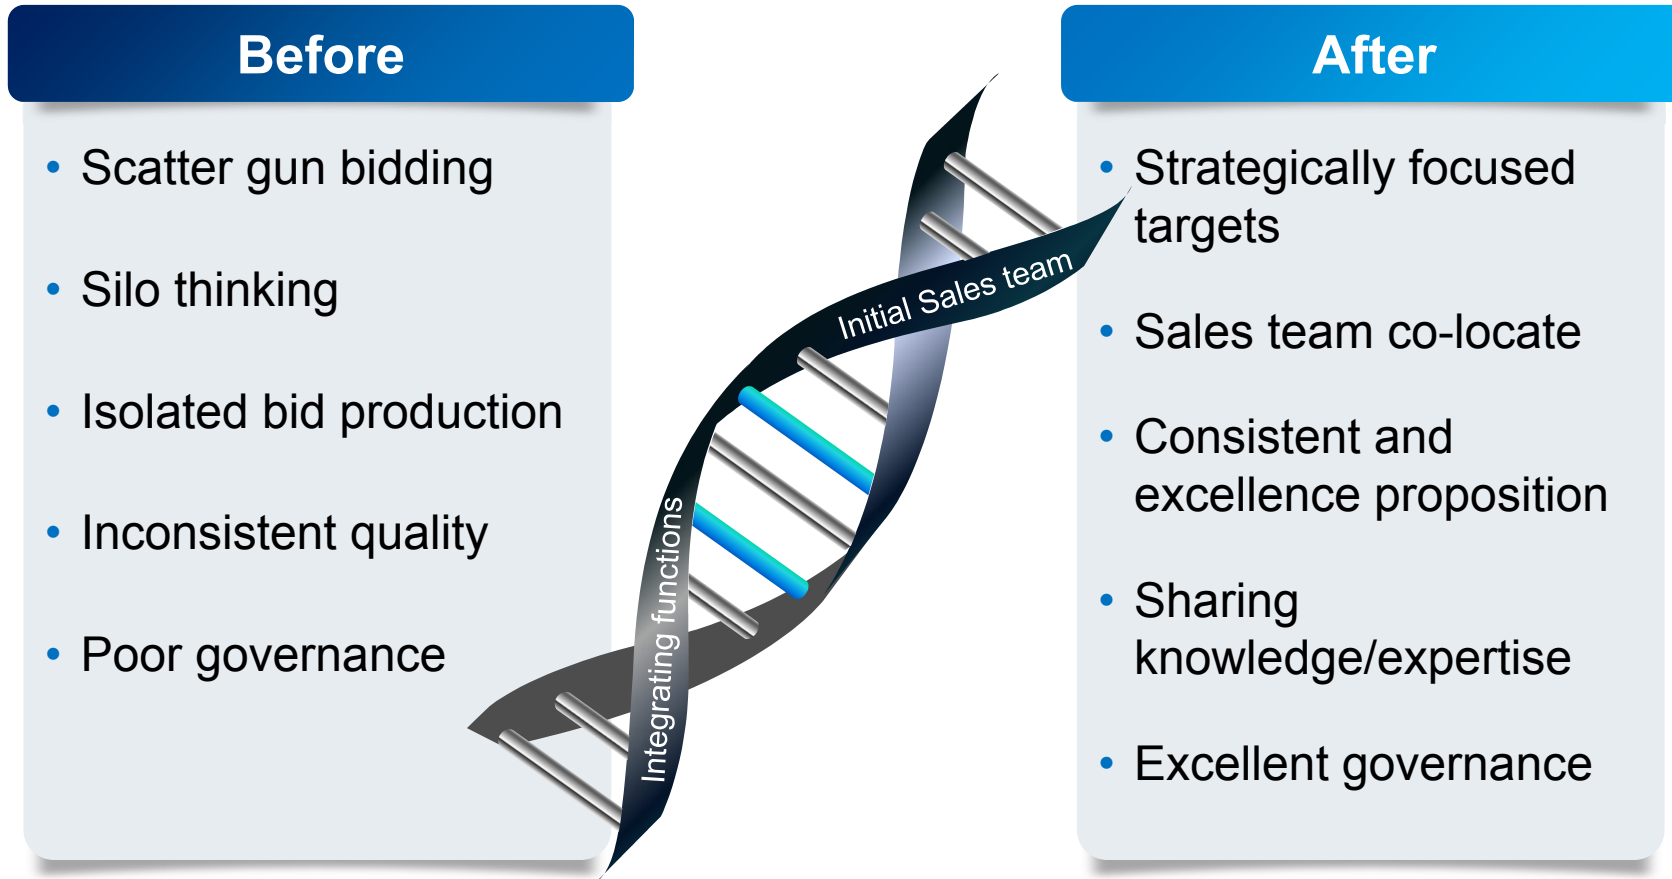 Before
• Scatter gun bidding
• Silo thinking
• Isolated bid production
• Inconsistent quality
• Poor governance
Initial Sales team
Integrating functions
After
• Strategically focused
targets
• Sales team co-locate
• Consistent and
excellence proposition
• Sharing
knowledge/expertise
• Excellent governance